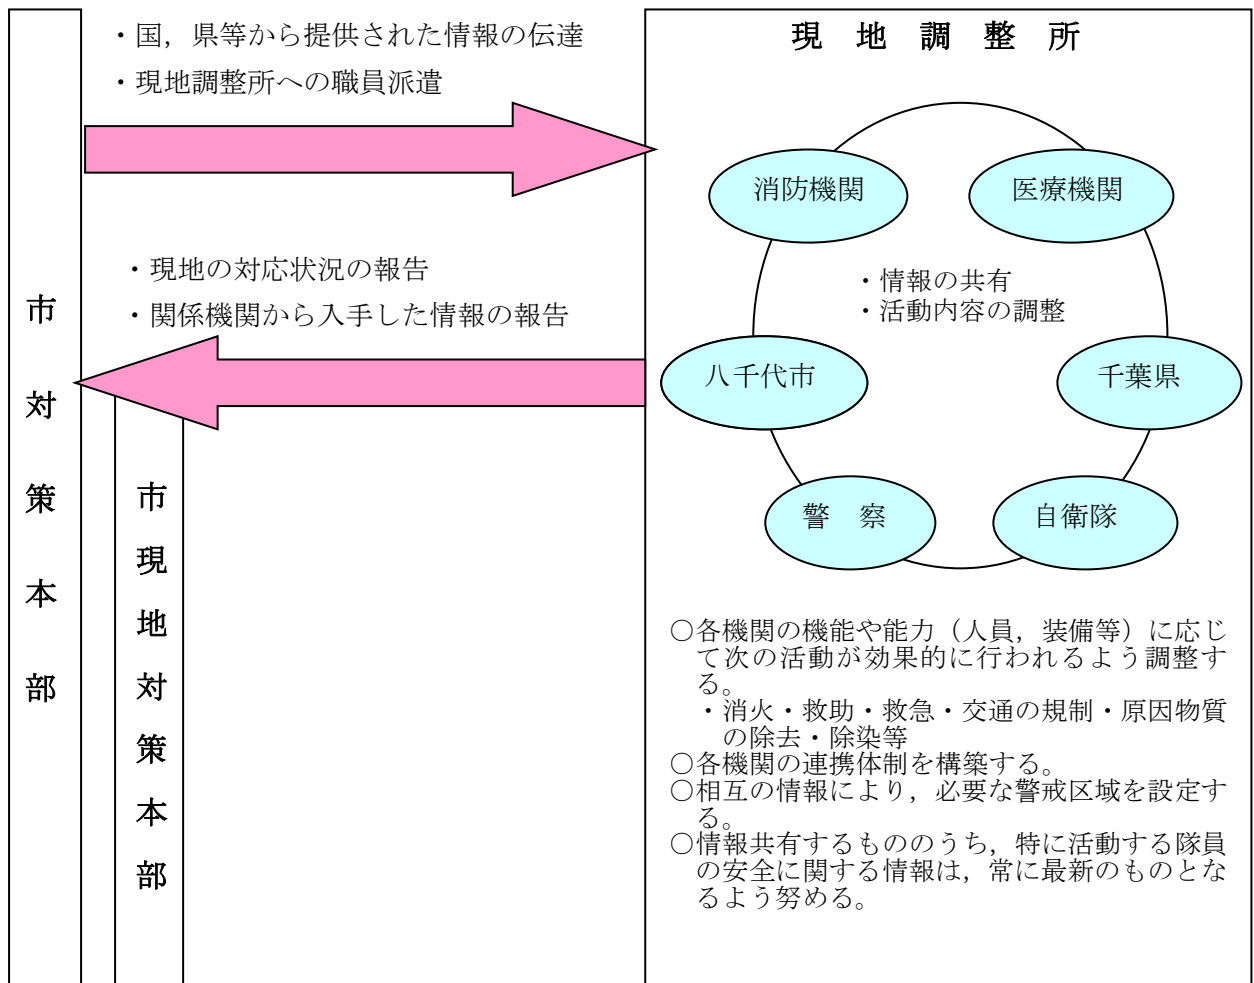 ・国，県等から提供された情報の伝達
・現地調整所への職員派遣
・現地の対応状況の報告
・関係機関から入手した情報の報告
市対策本部
市現地対策本部
現地調整所
消防機関
医療機関
・情報の共有
・活動内容の調整
八千代市
千葉県
警　察
自衛隊
○各機関の機能や能力（人員，装備等）に応じ
て次の活動が効果的に行われるよう調整す
る。
・消火・救助・救急・交通の規制・原因物質
の除去・除染等
○各機関の連携体制を構築する。
○相互の情報により，必要な警戒区域を設定す
る。
○情報共有するもののうち，特に活動する隊員
の安全に関する情報は，常に最新のものとな
るよう努める。